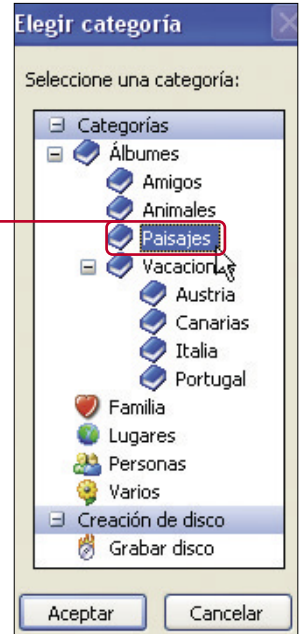 Elegir categoría
Seleccione una categoría:
Categorías
Álbumes
Amigos
Animales
Paisajes
Vacaciones
Austria
Canarias
Italia
Portugal
Familia
Lugares
Personas
Varios
Creación de disco
Grabar disco
Aceptar
Cancelar